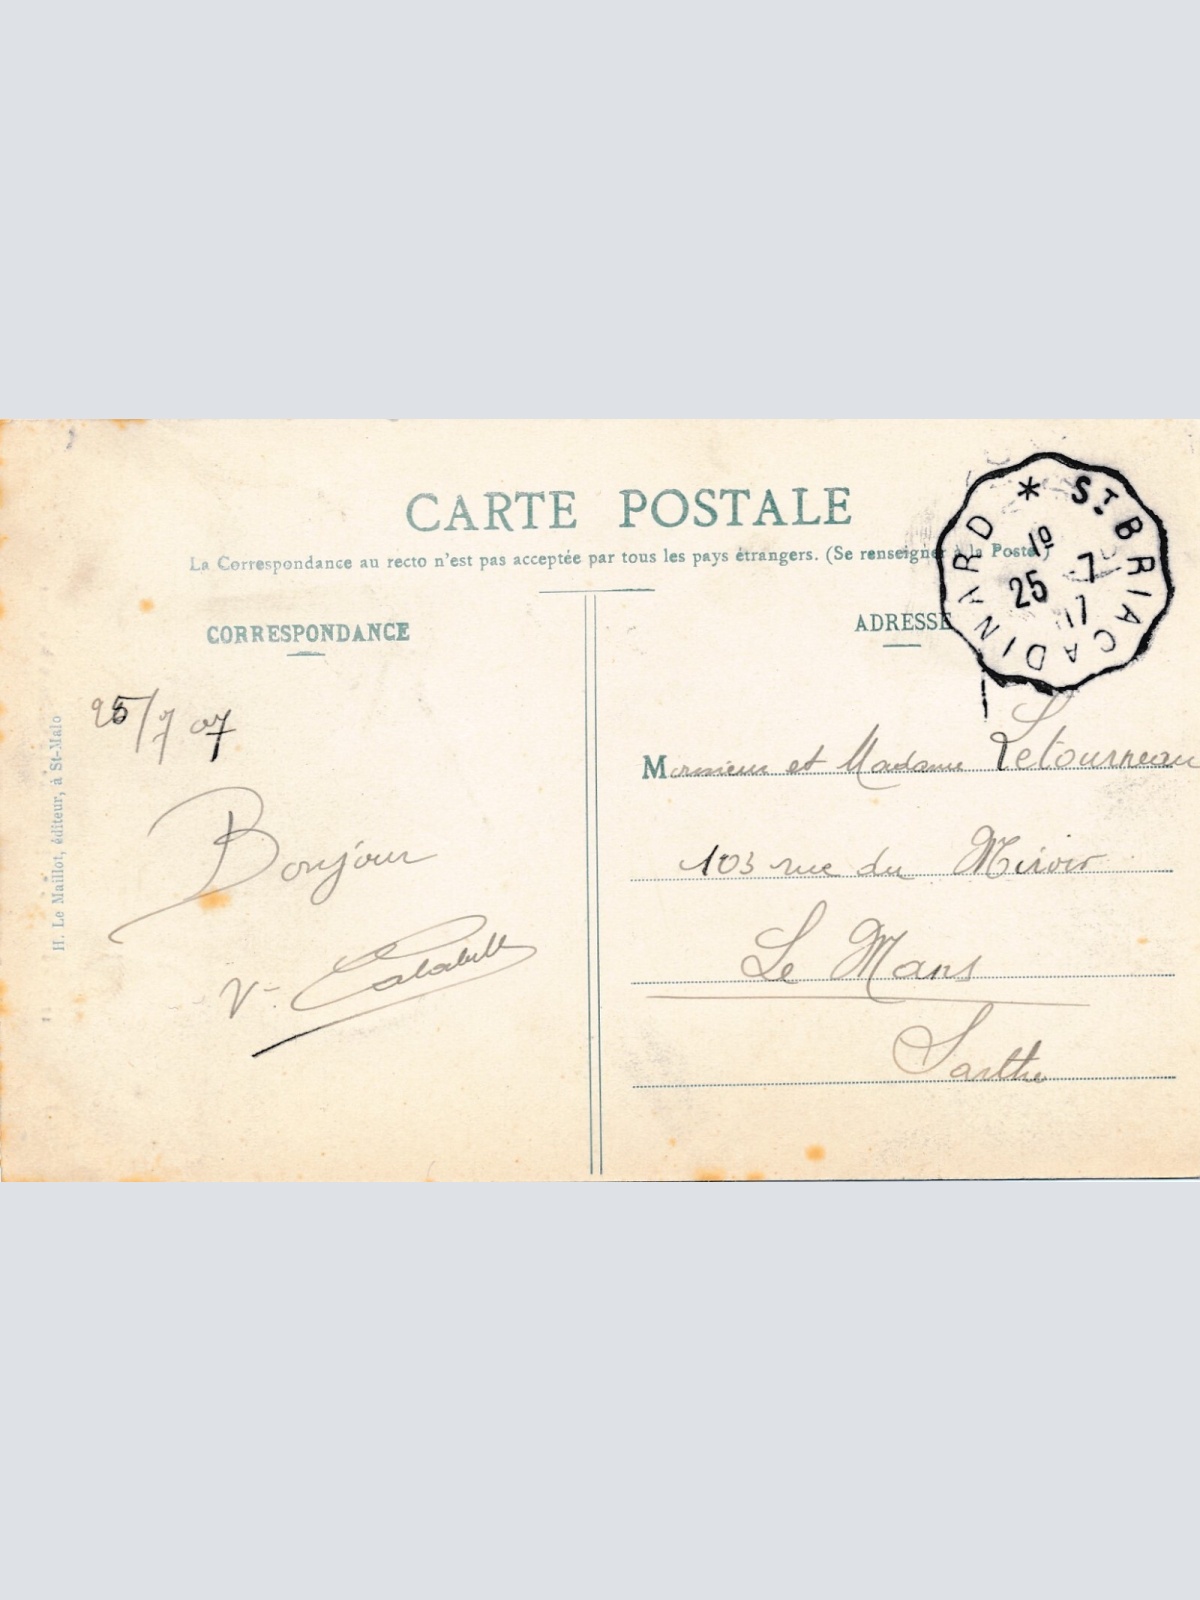 CARTE POSTALE
La Correspondance au recto n'est pas acceptée par tous les pays étrangers. (Se renseigner à la Poste.)
CORRESPONDANCE
ADRESSE
* ST BRIAC A DINARD
25 -7
H. Le Maillot, éditeur, à St-Malo
25/7 07
Bonjour
Monsieur et Madame Letourneau
103 rue du Miroir
Le Mans
Sarthe